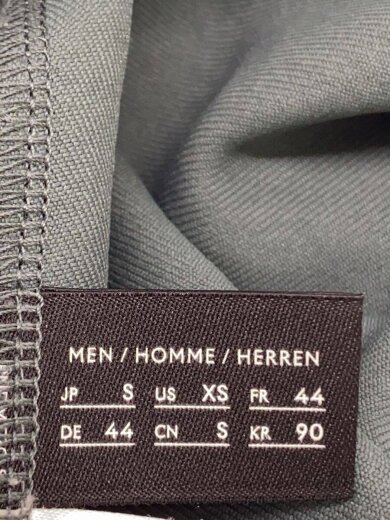 MEN / HOMME / HERREN
JP S US XS FR 44
DE 44 CN S KR 90